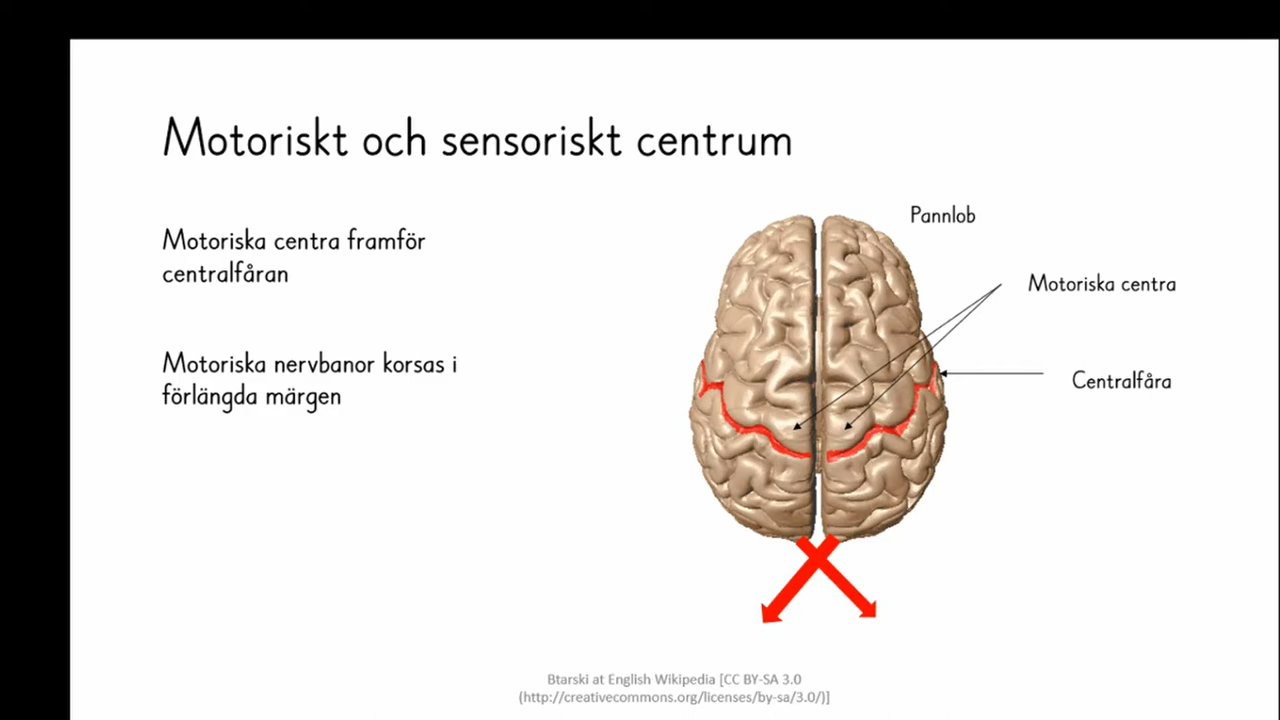 Motoriskt och sensoriskt centrum
Motoriska centra framför
centralfåran
Motoriska nervbanor korsas i
förlängda märgen
Pannlob
Motoriska centra
Centralfåra
Btarski at English Wikipedia [CC BY-SA 3.0
(http://creativecommons.org/licenses/by-sa/3.0/)]